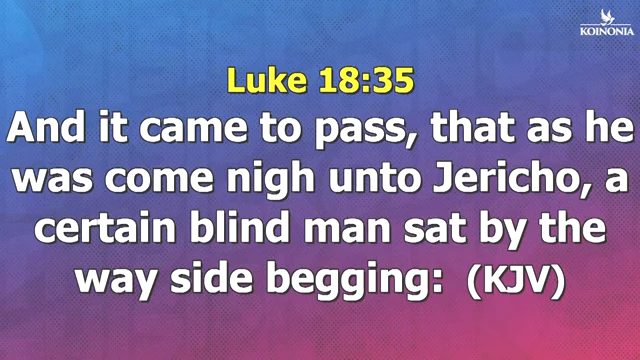 KOINONIA
Luke 18:35
And it came to pass, that as he
was come nigh unto Jericho, a
certain blind man sat by the
way side begging: (KJV)